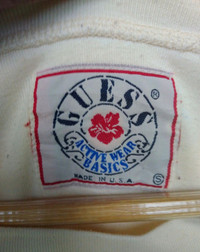 GUESS
®
ACTIVE WEAR
BASICS
MADE IN U.S.A
S